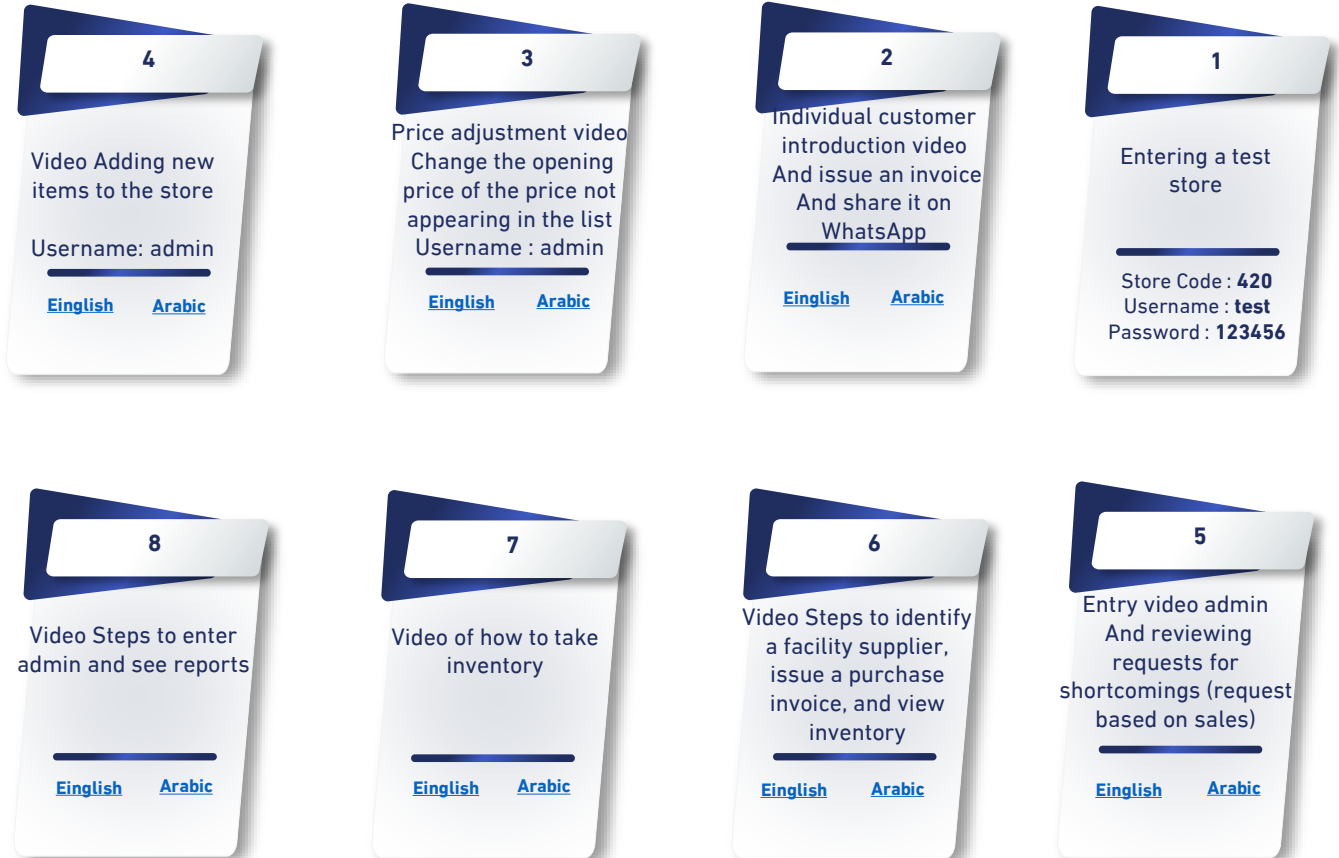 4
Video Adding new
items to the store
Username: admin
Einglish Arabic
3
Price adjustment video
Change the opening
price of the price not
appearing in the list
Username : admin
Einglish Arabic
2
Individual customer
introduction video
And issue an invoice
And share it on
WhatsApp
Einglish Arabic
1
Entering a test
store
Store Code : 420
Username : test
Password : 123456
8
Video Steps to enter
admin and see reports
Einglish Arabic
7
Video of how to take
inventory
Einglish Arabic
6
Video Steps to identify
a facility supplier,
issue a purchase
invoice, and view
inventory
Einglish Arabic
5
Entry video admin
And reviewing
requests for
shortcomings (request
based on sales)
Einglish Arabic